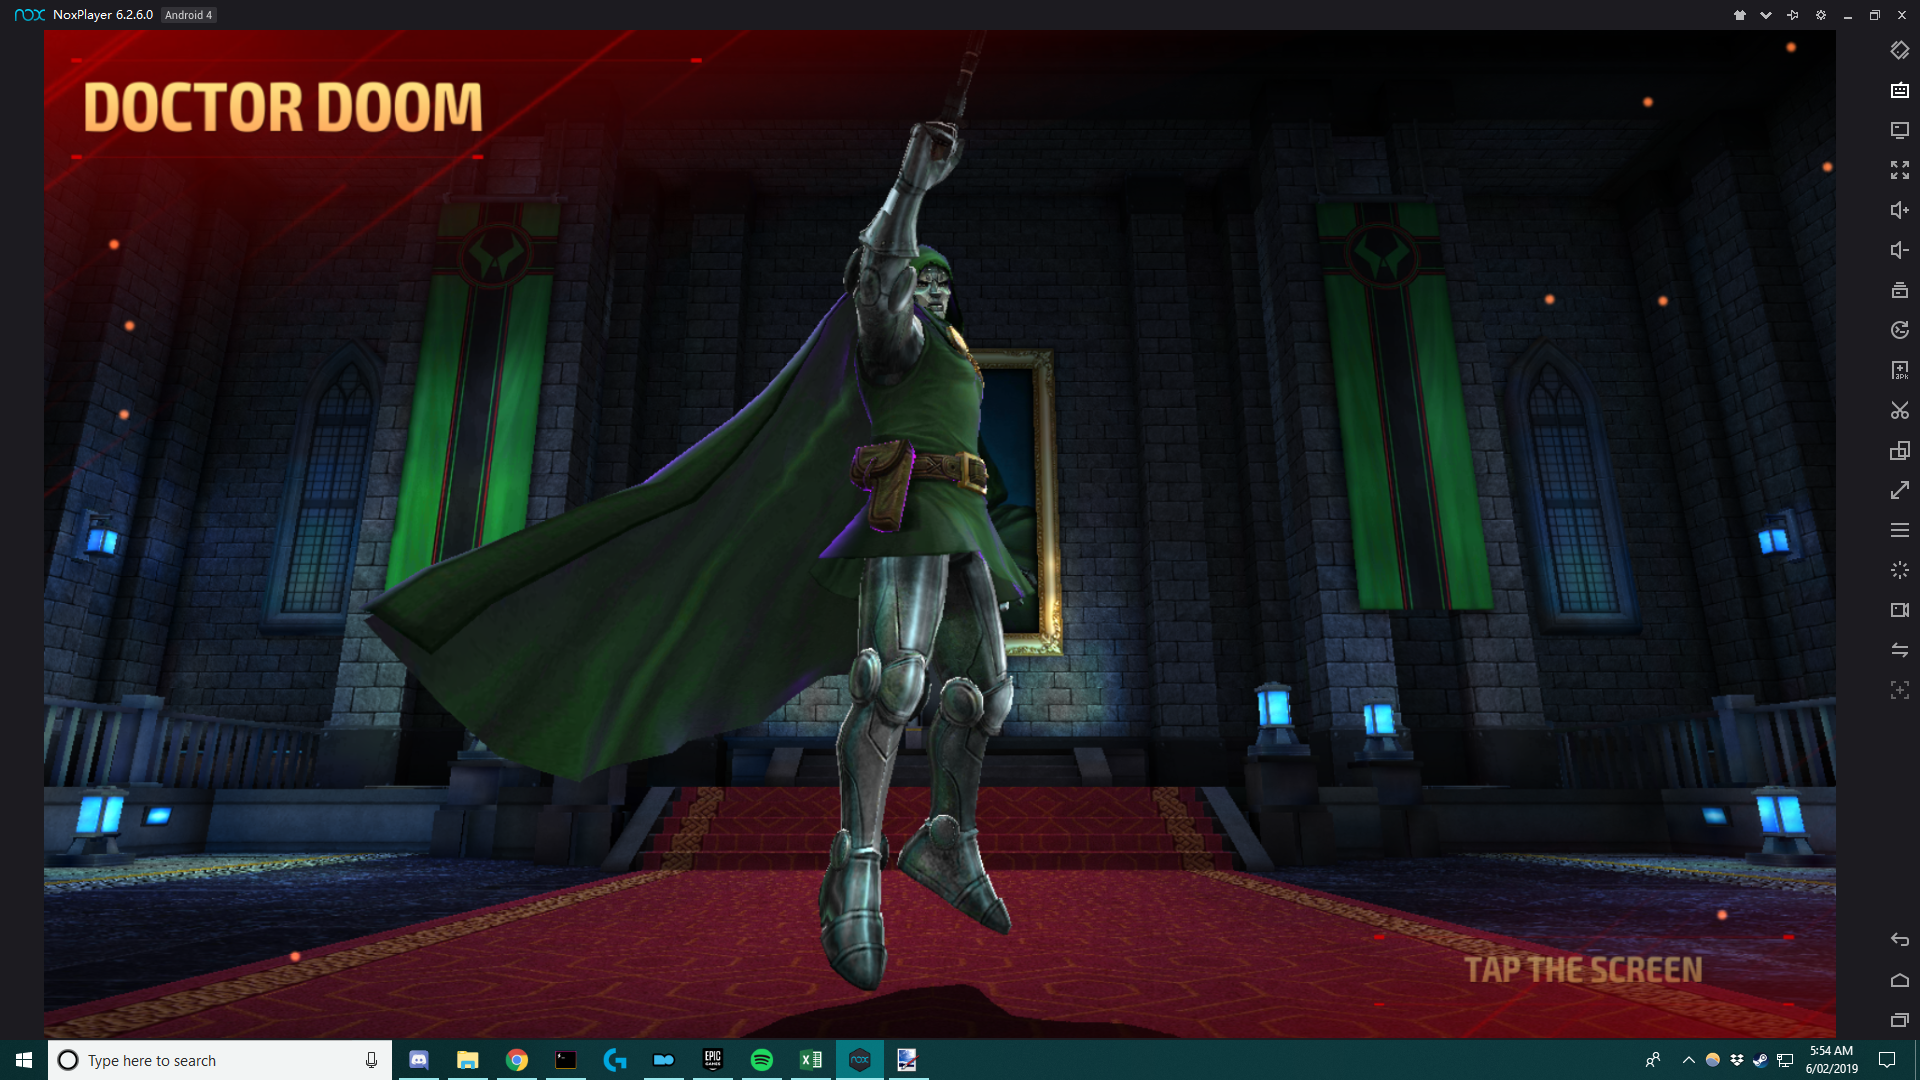 nox NoxPlayer 6.2.6.0 Android 4
DOCTOR DOOM
TAP THE SCREEN
Type here to search
EPIC
GAMES
nox
5:54 AM
6/02/2019